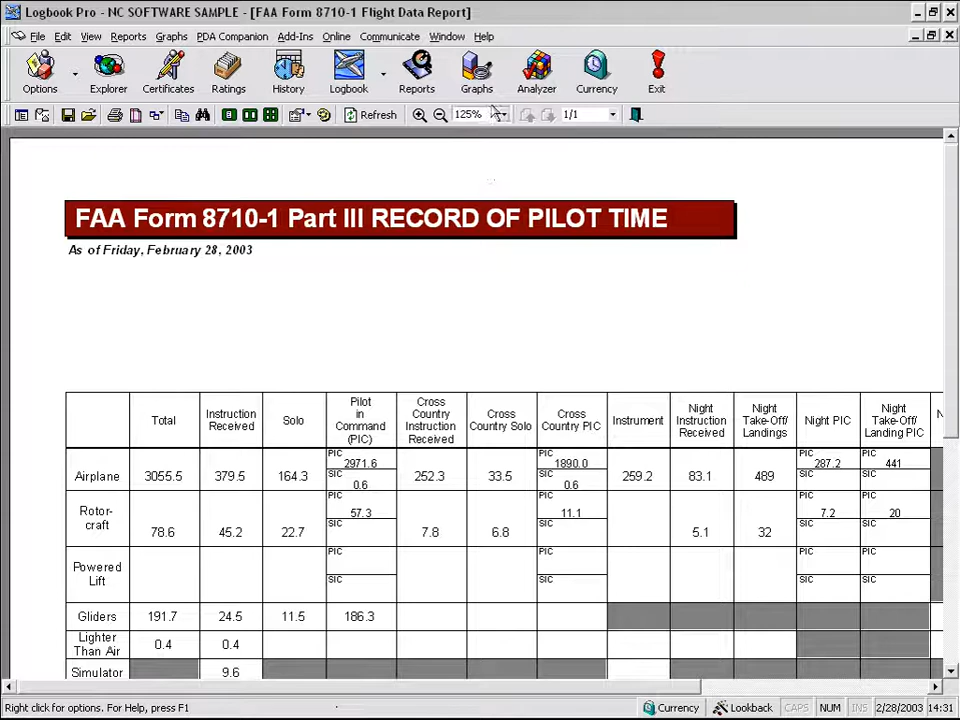 Logbook Pro - NC SOFTWARE SAMPLE - [FAA Form 8710-1 Flight Data Report]
File Edit View Reports Graphs PDA Companion Add-Ins Online Communicate Window Help
Options Explorer Certificates Ratings History Logbook Reports Graphs Analyzer Currency Exit
Refresh 125% 1/1
FAA Form 8710-1 Part III RECORD OF PILOT TIME
As of Friday, February 28, 2003
Total Instruction Received Solo Pilot in Command (PIC) Cross Country Instruction Received Cross Country Solo Cross Country PIC Instrument Night Instruction Received Night Take-Off/ Landings Night PIC Night Take-Off/ Landing PIC N
Airplane 3055.5 379.5 164.3 PIC 2971.6 SIC 0.6 252.3 33.5 PIC 1890.0 SIC 0.6 259.2 83.1 489 PIC 287.2 SIC PIC 441 SIC
Rotor-craft 78.6 45.2 22.7 PIC 57.3 SIC 7.8 6.8 PIC 11.1 SIC 5.1 32 PIC 7.2 SIC PIC 20 SIC
Powered Lift PIC SIC PIC SIC PIC SIC PIC SIC
Gliders 191.7 24.5 11.5 186.3
Lighter Than Air 0.4 0.4
Simulator 9.6
Right click for options. For Help, press F1 Currency Lookback CAPS NUM INS 2/28/2003 14:31